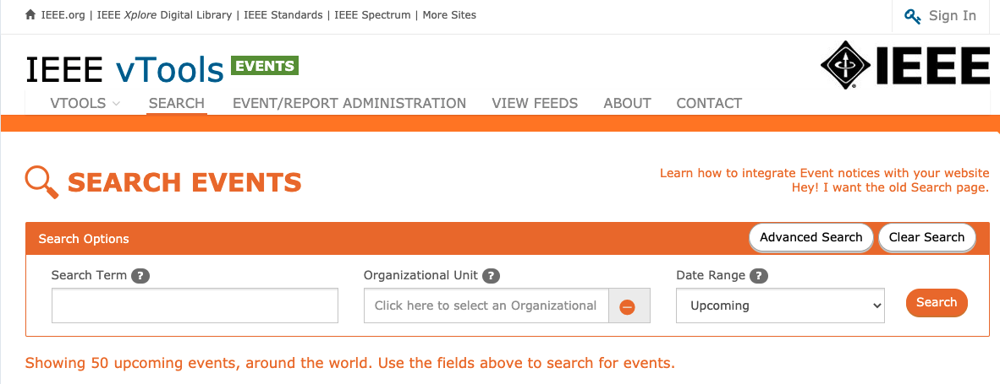 IEEE.org | IEEE Xplore Digital Library | IEEE Standards | IEEE Spectrum | More Sites
Sign In
IEEE vTools EVENTS
IEEE
VTOOLS SEARCH EVENT/REPORT ADMINISTRATION VIEW FEEDS ABOUT CONTACT
SEARCH EVENTS
Learn how to integrate Event notices with your website
Hey! I want the old Search page.
Search Options
Advanced Search
Clear Search
Search Term ?
Organizational Unit ?
Date Range ?
Click here to select an Organizational
Upcoming
Search
Showing 50 upcoming events, around the world. Use the fields above to search for events.